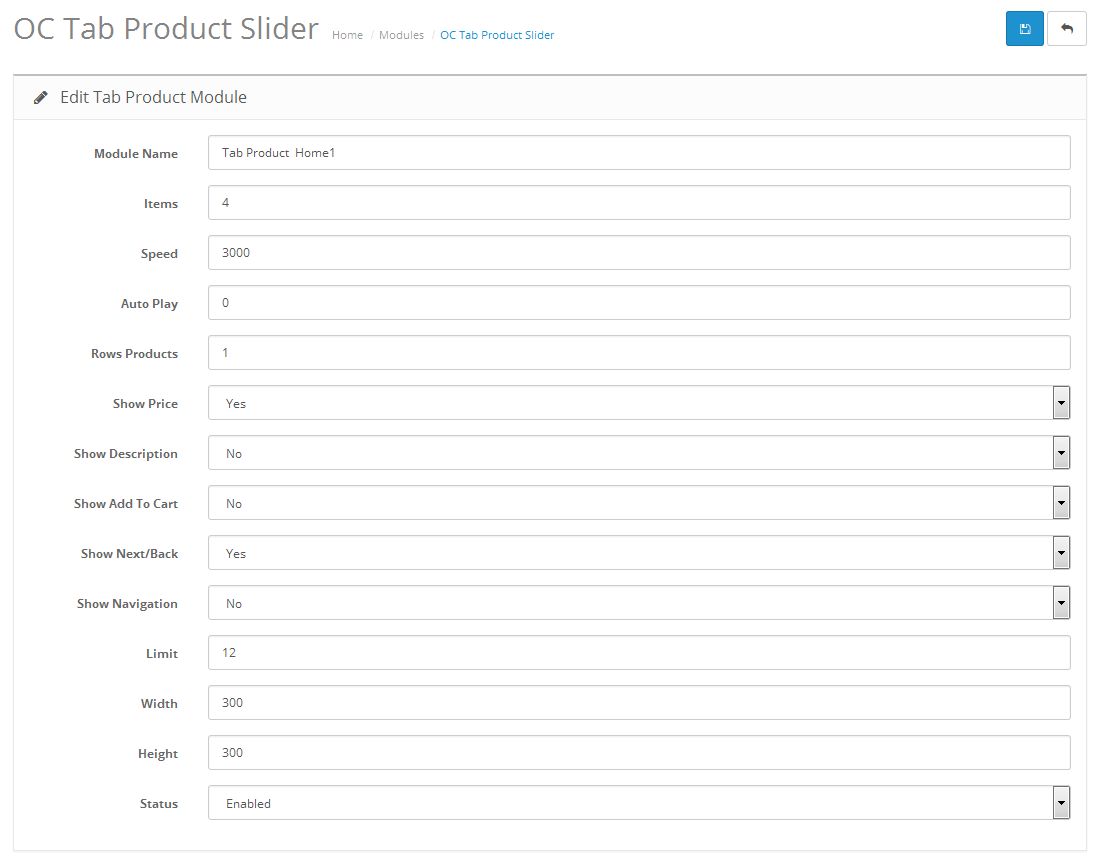 OC Tab Product Slider Home / Modules / OC Tab Product Slider
Edit Tab Product Module
Module Name Tab Product  Home1
Items 4
Speed 3000
Auto Play 0
Rows Products 1
Show Price Yes
Show Description No
Show Add To Cart No
Show Next/Back Yes
Show Navigation No
Limit 12
Width 300
Height 300
Status Enabled